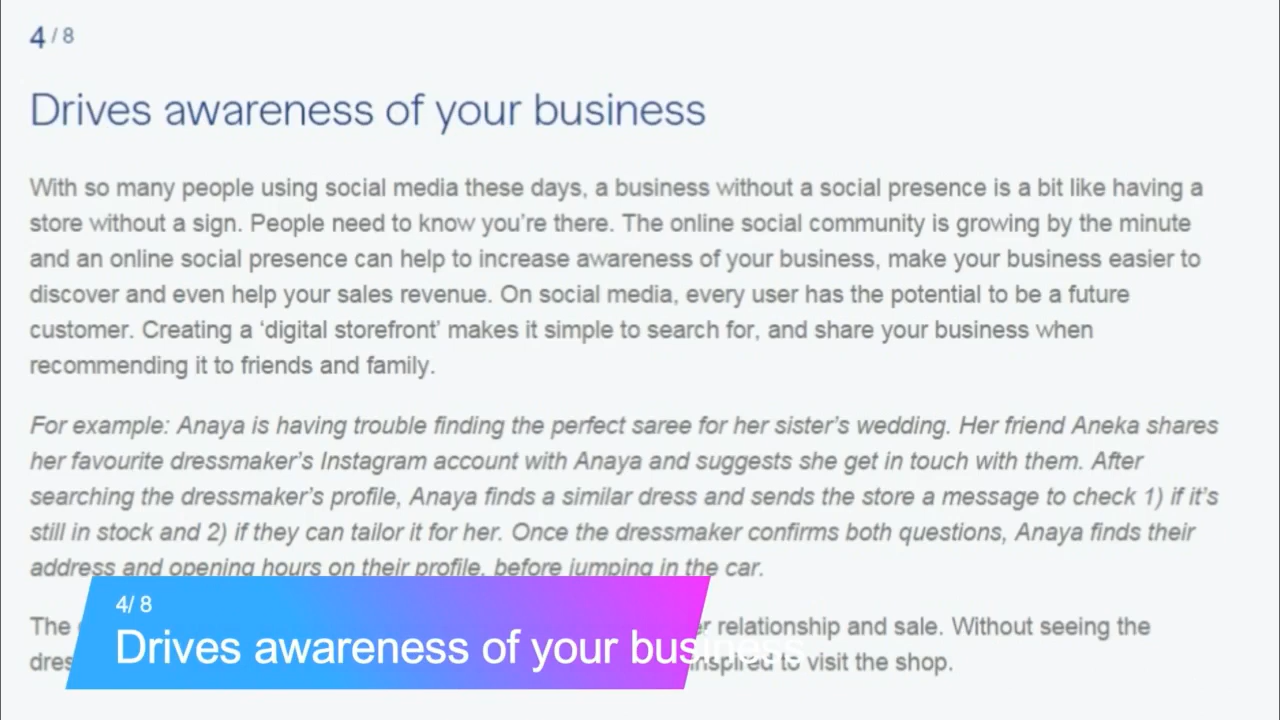 4 / 8
Drives awareness of your business
With so many people using social media these days, a business without a social presence is a bit like having a
store without a sign. People need to know you're there. The online social community is growing by the minute
and an online social presence can help to increase awareness of your business, make your business easier to
discover and even help your sales revenue. On social media, every user has the potential to be a future
customer. Creating a ‘digital storefront’ makes it simple to search for, and share your business when
recommending it to friends and family.
For example: Anaya is having trouble finding the perfect saree for her sister's wedding. Her friend Aneka shares
her favourite dressmaker's Instagram account with Anaya and suggests she get in touch with them. After
searching the dressmaker's profile, Anaya finds a similar dress and sends the store a message to check 1) if it's
still in stock and 2) if they can tailor it for her. Once the dressmaker confirms both questions, Anaya finds their
address and opening hours on their profile, before jumping in the car.
The relationship and sale. Without seeing the
to visit the shop.
4/ 8
Drives awareness of your business